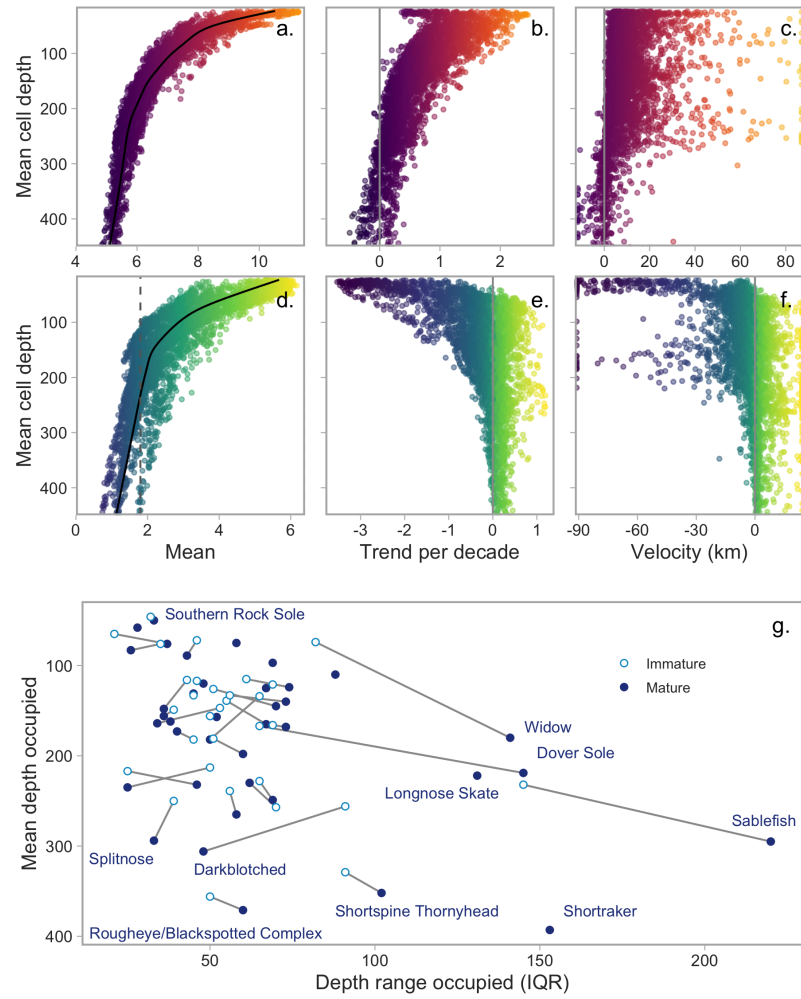 a.
b.
c.
Mean cell depth
100
200
300
400
4 6 8 10
0 1 2
0 20 40 60 80
d.
e.
f.
Mean cell depth
100
200
300
400
0 2 4 6
-3 -2 -1 0 1
-90 -60 -30 0
Mean
Trend per decade
Velocity (km)
g.
Southern Rock Sole
Immature
Mature
Widow
Dover Sole
Longnose Skate
Sablefish
Splitnose
Darkblotched
Shortspine Thornyhead
Shortraker
Rougheye/Blackspotted Complex
Mean depth occupied
100
200
300
400
50 100 150 200
Depth range occupied (IQR)